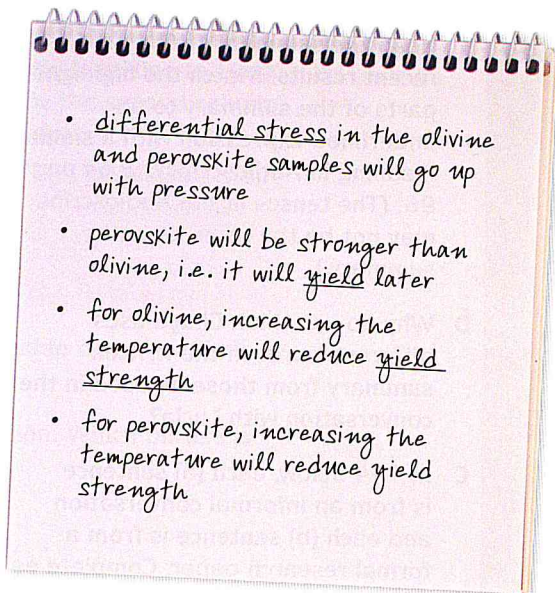 • differential stress in the olivine
and perovskite samples will go up
with pressure
• perovskite will be stronger than
olivine, i.e. it will yield later
• for olivine, increasing the
temperature will reduce yield
strength
• for perovskite, increasing the
temperature will reduce yield
strength